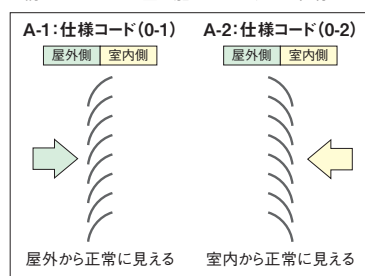 A-1:仕様コード(0-1)
屋外側 室内側
屋外から正常に見える
A-2:仕様コード(0-2)
屋外側 室内側
室内から正常に見える